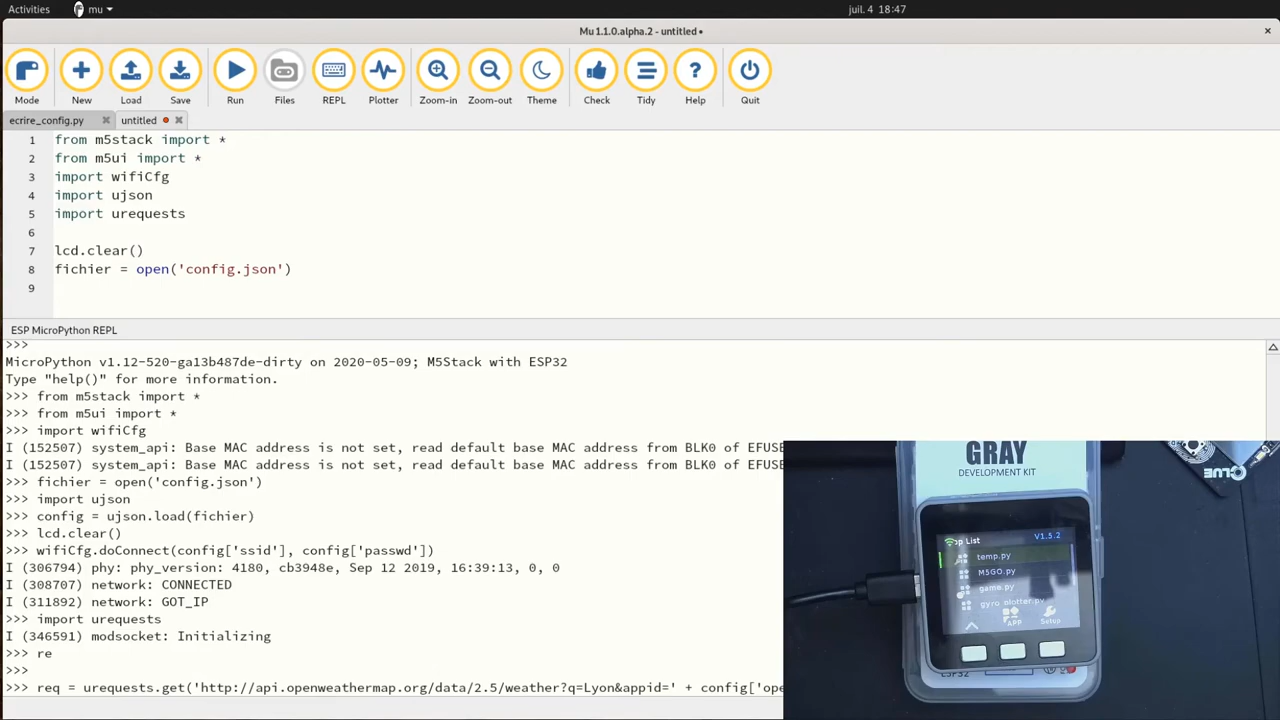 Activities
mu
juil. 4 18:47
Mu 1.1.0.alpha.2 - untitled •
Mode
New
Load
Save
Run
Files
REPL
Plotter
Zoom-in
Zoom-out
Theme
Check
Tidy
Help
Quit
ecrire_config.py
untitled
1 from m5stack import *
2 from m5ui import *
3 import wifiCfg
4 import ujson
5 import urequests
6
7 lcd.clear()
8 fichier = open('config.json')
9
ESP MicroPython REPL
>>>
MicroPython v1.12-520-ga13b487de-dirty on 2020-05-09; M5Stack with ESP32
Type "help()" for more information.
>>> from m5stack import *
>>> from m5ui import *
>>> import wifiCfg
I (152507) system_api: Base MAC address is not set, read default base MAC address from BLK0 of EFUSE
I (152507) system_api: Base MAC address is not set, read default base MAC address from BLK0 of EFUSE
>>> fichier = open('config.json')
>>> import ujson
>>> config = ujson.load(fichier)
>>> lcd.clear()
>>> wifiCfg.doConnect(config['ssid'], config['passwd'])
I (306794) phy: phy_version: 4180, cb3948e, Sep 12 2019, 16:39:13, 0, 0
I (308707) network: CONNECTED
I (311892) network: GOT_IP
>>> import urequests
I (346591) modsocket: Initializing
>>> re
>>>
>>> req = urequests.get('http://api.openweathermap.org/data/2.5/weather?q=Lyon&appid=' + config['ope
GRAY
DEVELOPMENT KIT
CLUE
pp List
V1.5.2
temp.py
M5GO.py
game.py
gyro_plotter.py
APP
Setup
ESP32